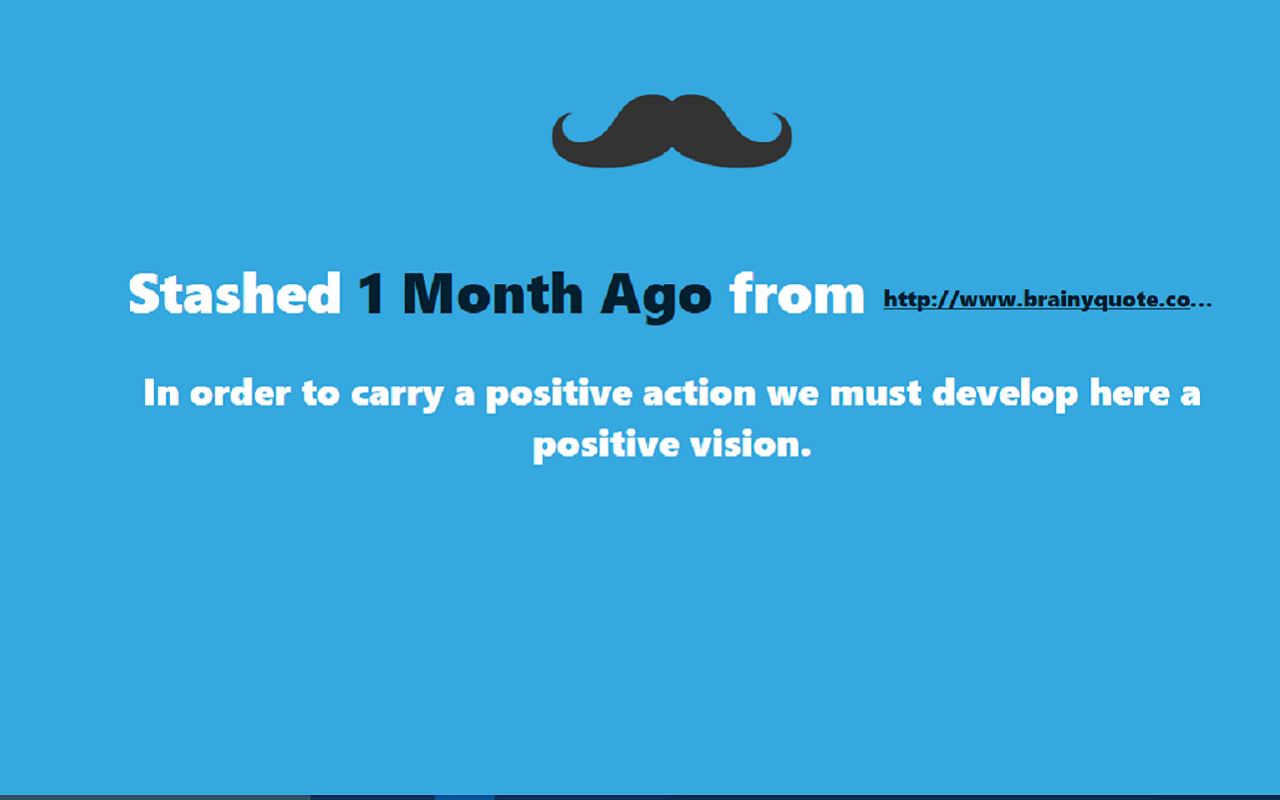 Stashed 1 Month Ago from http://www.brainyquote.co...
In order to carry a positive action we must develop here a
positive vision.